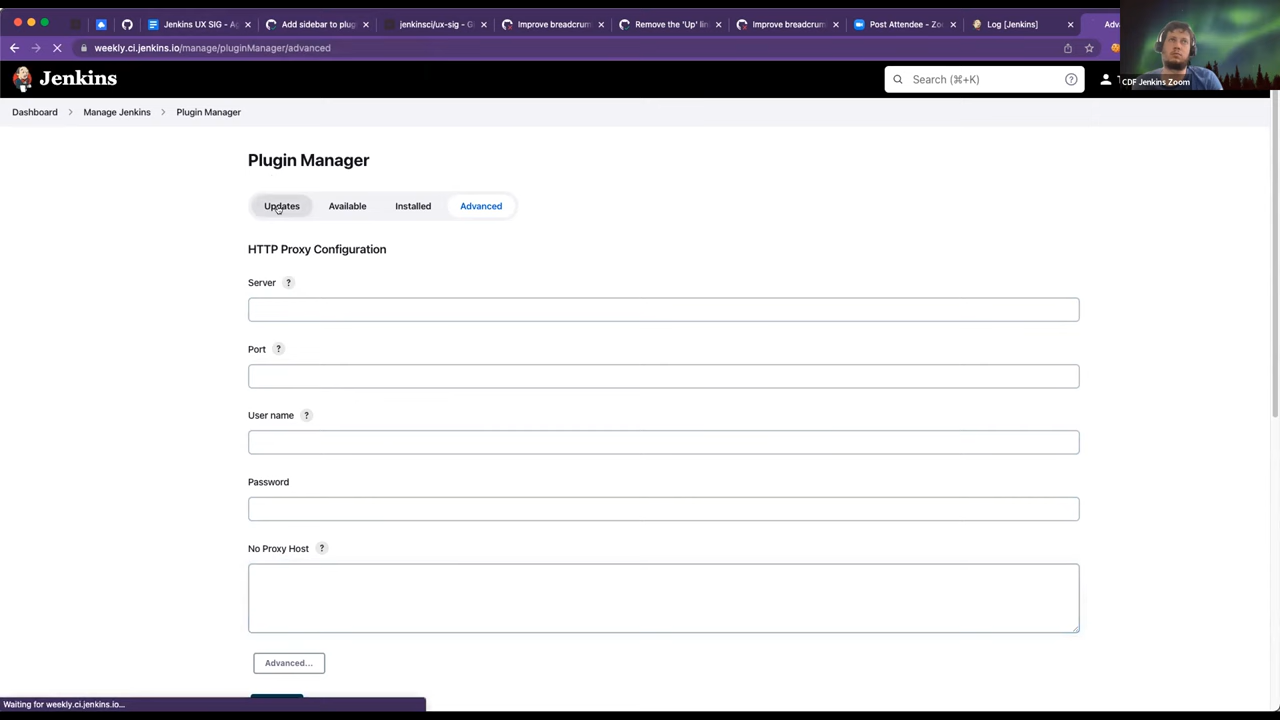 Jenkins UX SIG - A
Add sidebar to plug
jenkinsci/ux-sig - G
Improve breadcrum
Remove the 'Up' lin
Improve breadcrum
Post Attendee - Zo
Log [Jenkins]
weekly.ci.jenkins.io/manage/pluginManager/advanced
Jenkins
Search (⌘+K)
CDF Jenkins Zoom
Dashboard
Manage Jenkins
Plugin Manager
Plugin Manager
Updates
Available
Installed
Advanced
HTTP Proxy Configuration
Server ?
Port ?
User name ?
Password
No Proxy Host ?
Advanced...
Waiting for weekly.ci.jenkins.io...